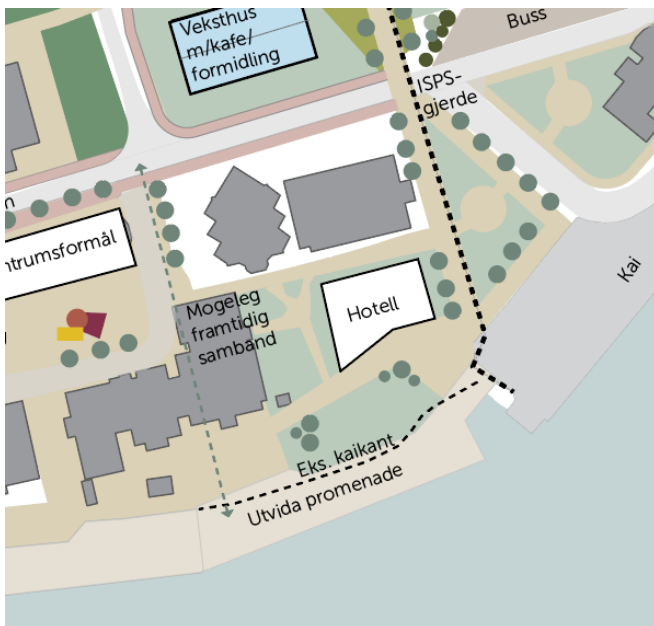 Veksthus
m/kafe/
formidling
Buss
ISPS-
gjerde
n
ntrumsformål
g
Mogeleg
framtidig
samband
Hotell
Kai
Eks. kaikant
Utvida promenade